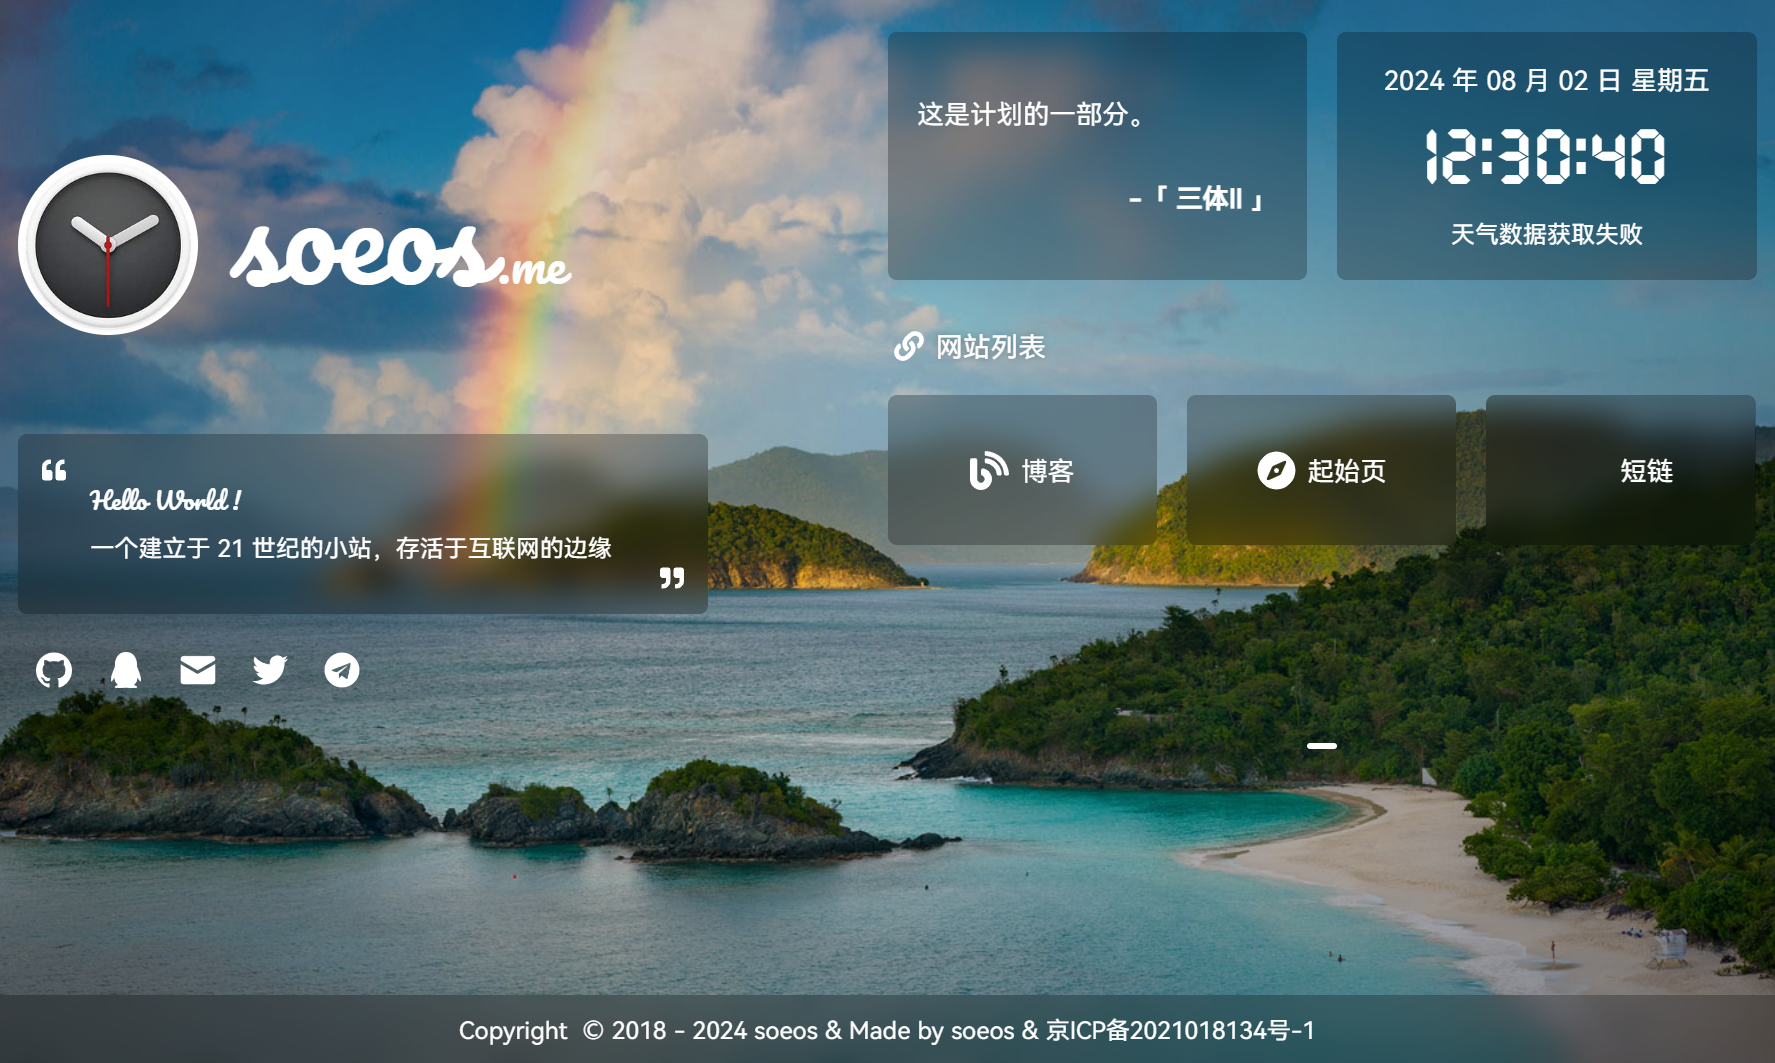 soeos.me
Hello World !
一个建立于 21 世纪的小站，存活于互联网的边缘
这是计划的一部分。
-「 三体II 」
2024 年 08 月 02 日 星期五
12:30:40
天气数据获取失败
网站列表
博客
起始页
短链
Copyright © 2018 - 2024 soeos & Made by soeos & 京ICP备2021018134号-1